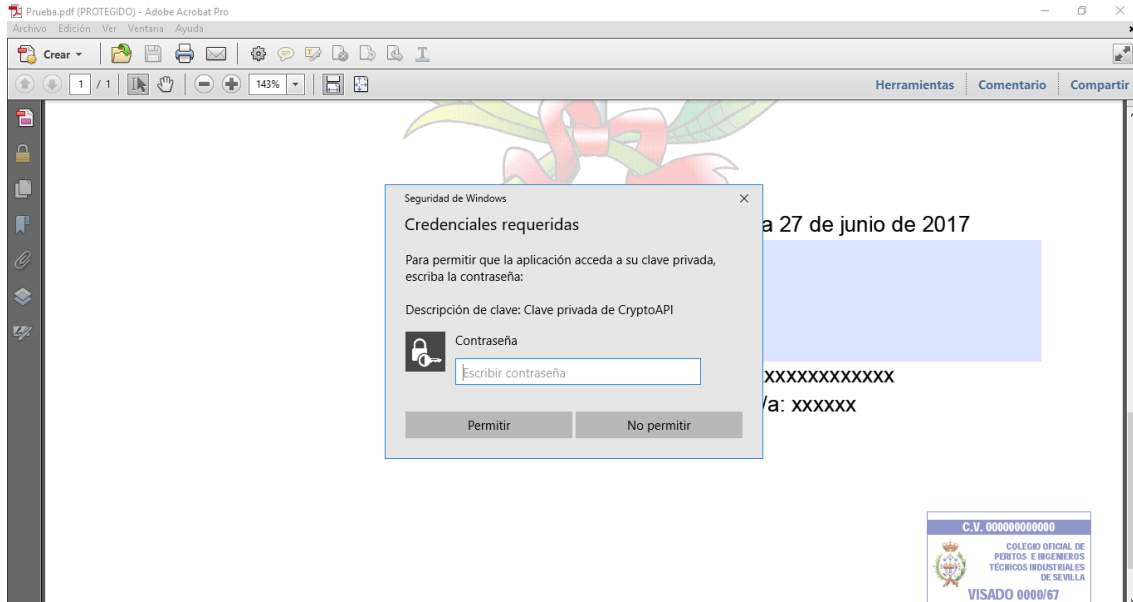 Prueba.pdf (PROTEGIDO) - Adobe Acrobat Pro
Archivo Edición Ver Ventana Ayuda
Crear
1 / 1 143% Herramientas Comentario Compartir
Seguridad de Windows
Credenciales requeridas
a 27 de junio de 2017
Para permitir que la aplicación acceda a su clave privada,
escriba la contraseña:
Descripción de clave: Clave privada de CryptoAPI
Contraseña
Escribir contraseña
xxxxxxxxxxxxx
/a: xxxxxx
Permitir No permitir
C.V. 000000000000
COLEGIO OFICIAL DE
PERITOS E INGENIEROS
TÉCNICOS INDUSTRIALES
DE SEVILLA
VISADO 0000/67